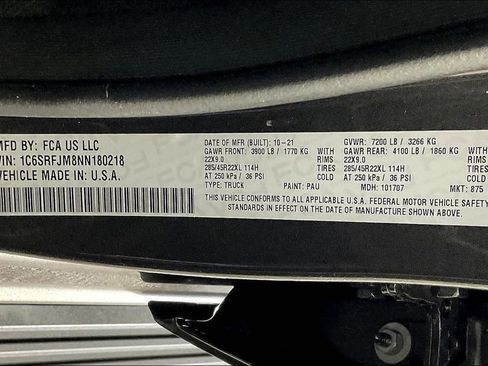 MFD BY: FCA US LLC
VIN: 1C6SRFJM8NN180218
VEHICLE MADE IN: U.S.A.
DATE OF MFR (BUILT): 10-21 GVWR: 7200 LB / 3266 KG
GAWR FRONT: 3900 LB / 1770 KG WITH GAWR REAR: 4100 LB / 1860 KG WITH
22X9.0 RIMS 22X9.0 RIMS
285/45R22XL 114H TIRES 285/45R22XL 114H TIRES
AT 250 kPa / 36 PSI AT 250 kPa / 36 PSI
TYPE: TRUCK PAINT: PAU MDH: 101707 MKT: 875
THIS VEHICLE CONFORMS TO ALL APPLICABLE U.S.A. FEDERAL MOTOR VEHICLE SAFETY
STANDARDS IN EFFECT ON THE DATE OF MANUFACTURE SHOWN ABOVE.